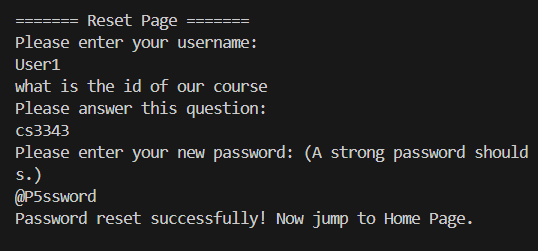 ======= Reset Page =======
Please enter your username:
User1
what is the id of our course
Please answer this question:
cs3343
Please enter your new password: (A strong password should
s.)
@P5ssword
Password reset successfully! Now jump to Home Page.